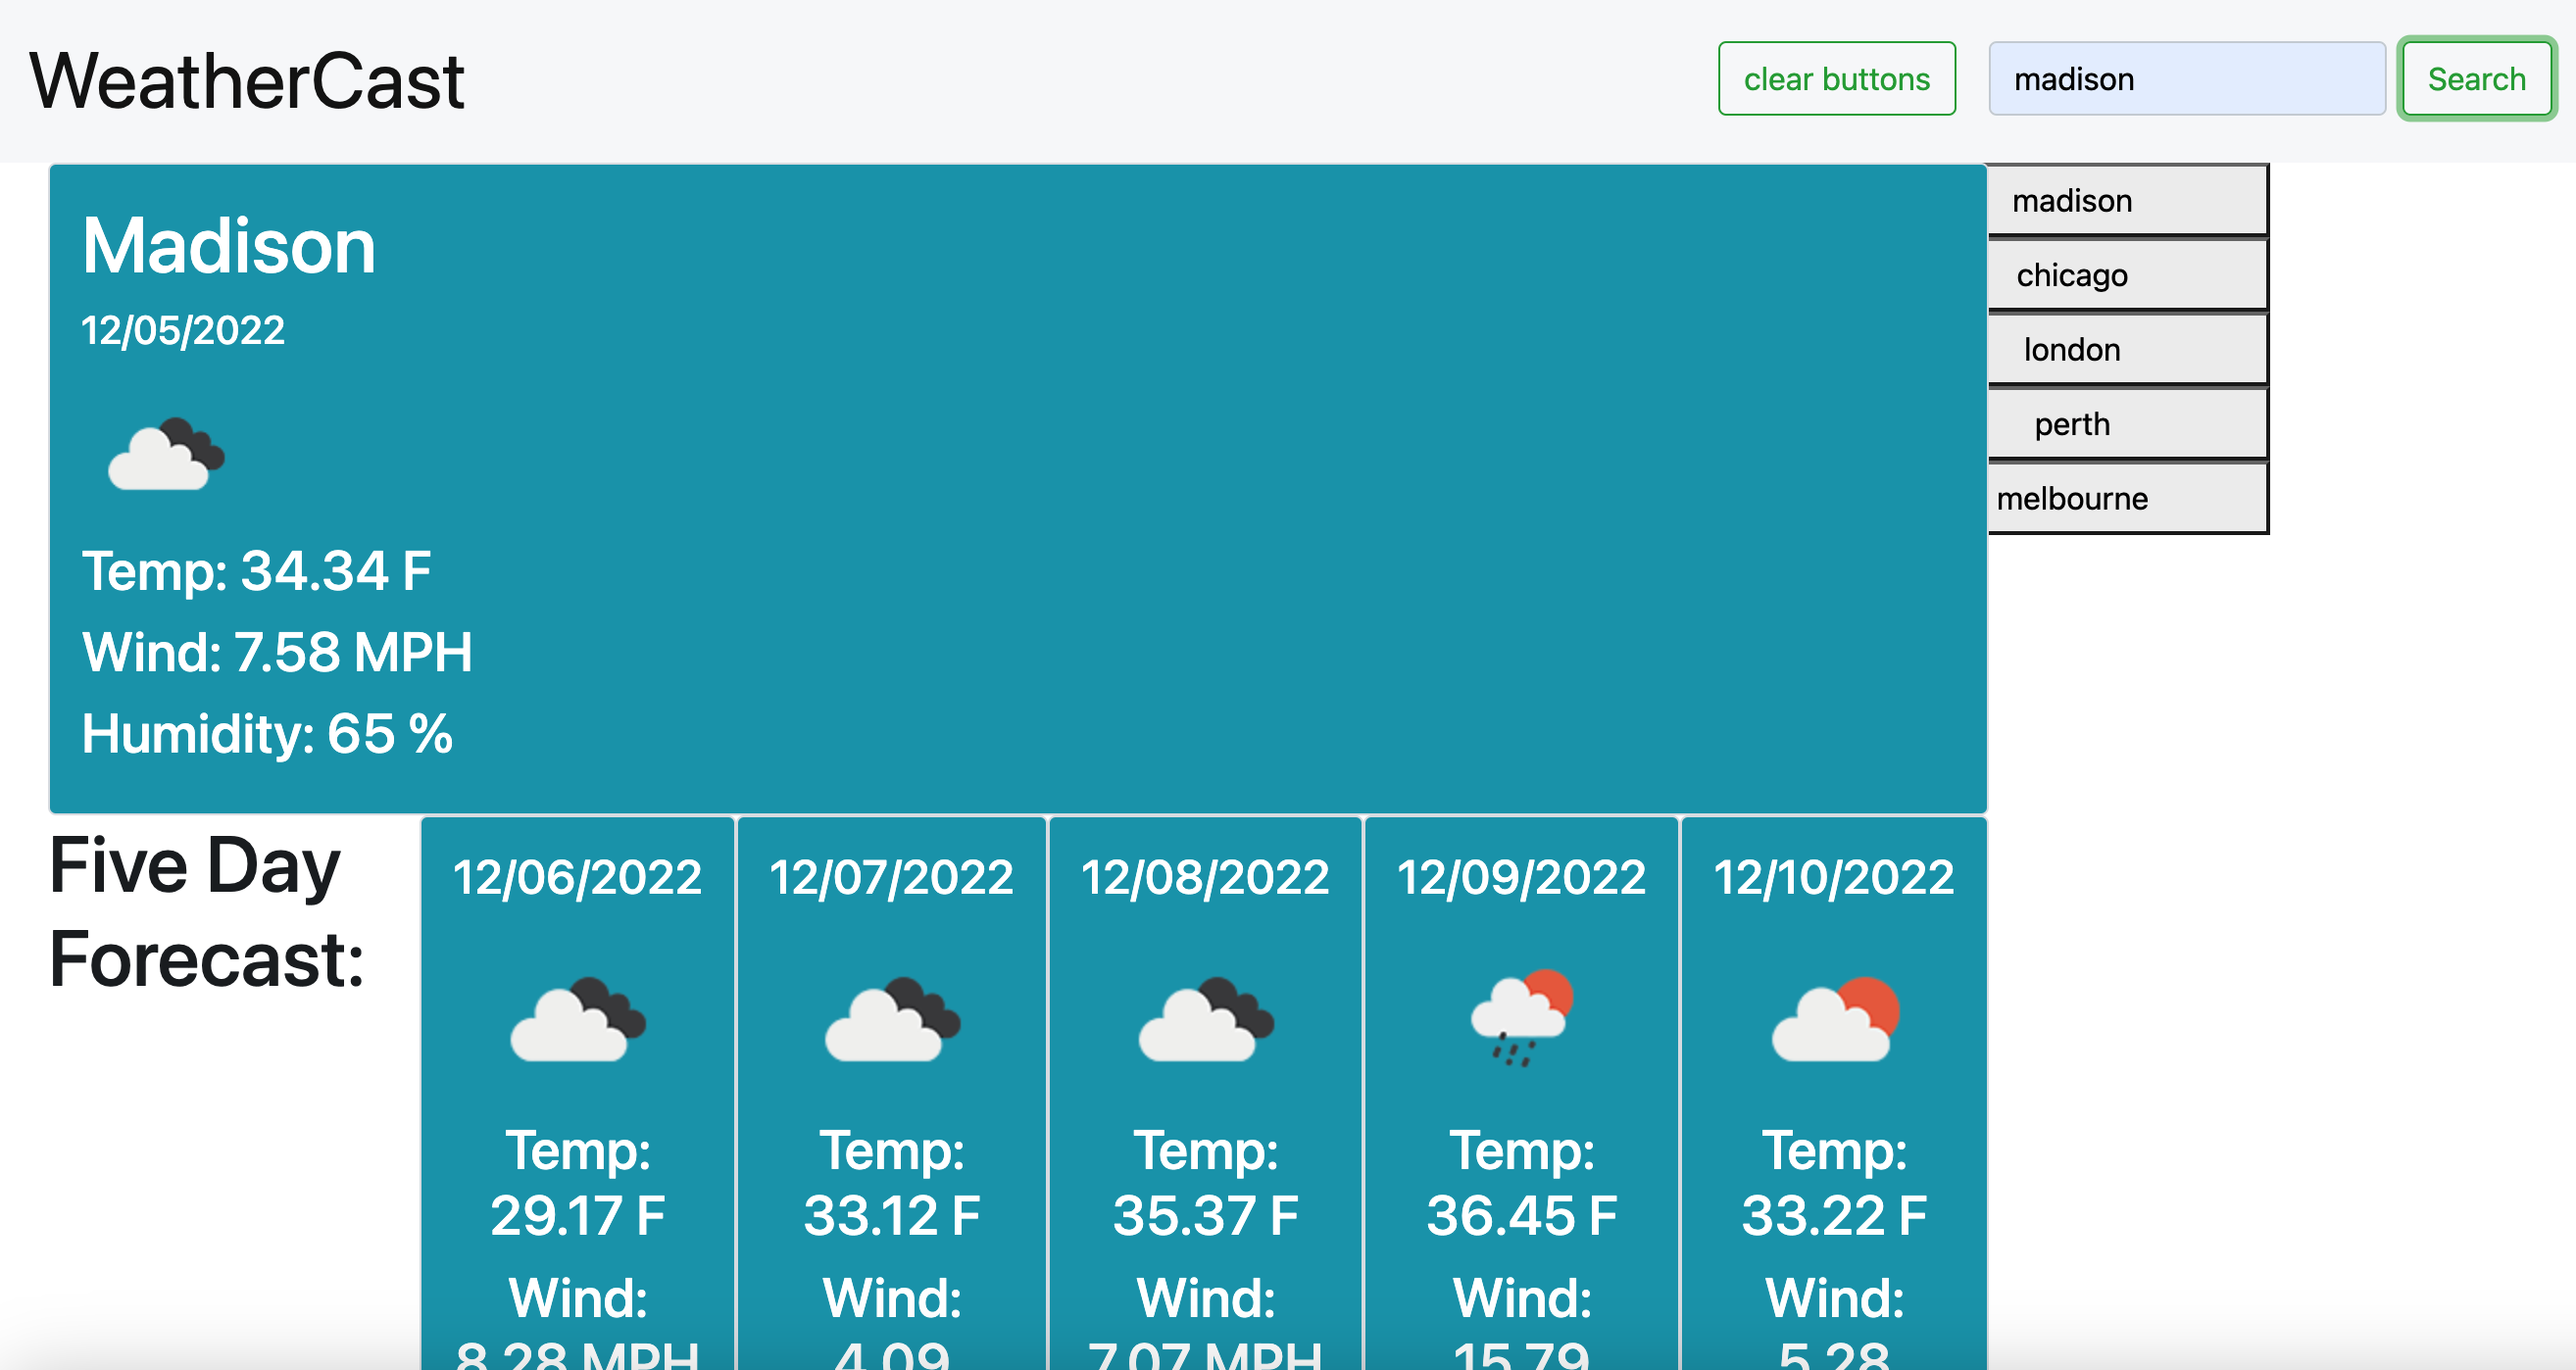 WeatherCast
clear buttons
madison
Search
Madison
12/05/2022
Temp: 34.34 F
Wind: 7.58 MPH
Humidity: 65 %
madison
chicago
london
perth
melbourne
Five Day
Forecast:
12/06/2022
Temp:
29.17 F
Wind:
8.28 MPH
12/07/2022
Temp:
33.12 F
Wind:
4.09
12/08/2022
Temp:
35.37 F
Wind:
7.07 MPH
12/09/2022
Temp:
36.45 F
Wind:
15.79
12/10/2022
Temp:
33.22 F
Wind:
5.28